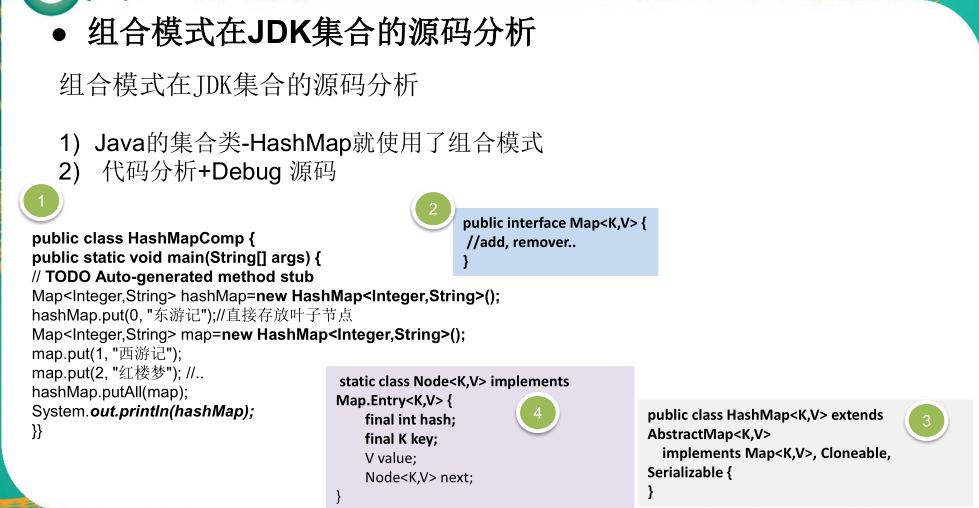 ● 组合模式在JDK集合的源码分析
组合模式在JDK集合的源码分析
1) Java的集合类-HashMap就使用了组合模式
2) 代码分析+Debug 源码
1
public class HashMapComp {
public static void main(String[] args) {
// TODO Auto-generated method stub
Map<Integer,String> hashMap=new HashMap<Integer,String>();
hashMap.put(0, "东游记");//直接存放叶子节点
Map<Integer,String> map=new HashMap<Integer,String>();
map.put(1, "西游记");
map.put(2, "红楼梦"); //..
hashMap.putAll(map);
System.out.println(hashMap);
}}
2
public interface Map<K,V> {
//add, remover..
}
static class Node<K,V> implements
Map.Entry<K,V> {
final int hash;
final K key;
V value;
Node<K,V> next;
}
4
public class HashMap<K,V> extends
AbstractMap<K,V>
implements Map<K,V>, Cloneable,
Serializable {
}
3